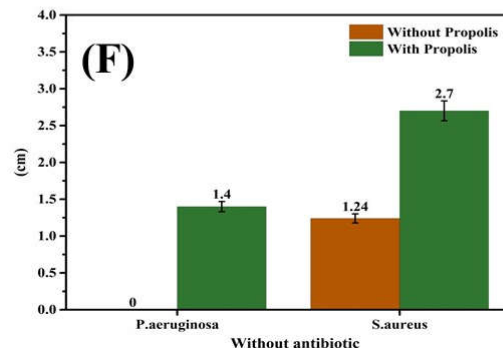 (F)
Without Propolis
With Propolis
4.0
3.5
3.0
2.5
2.0
1.5
1.0
0.5
0.0
(cm)
0
1.4
1.24
2.7
P.aeruginosa
S.aureus
Without antibiotic